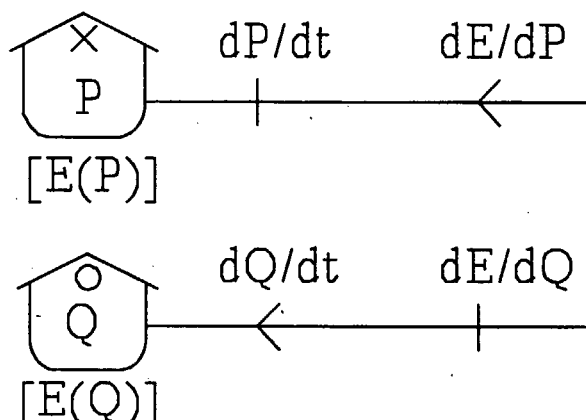 dP/dt dE/dP
P
[E(P)]
dQ/dt dE/dQ
Q
[E(Q)]